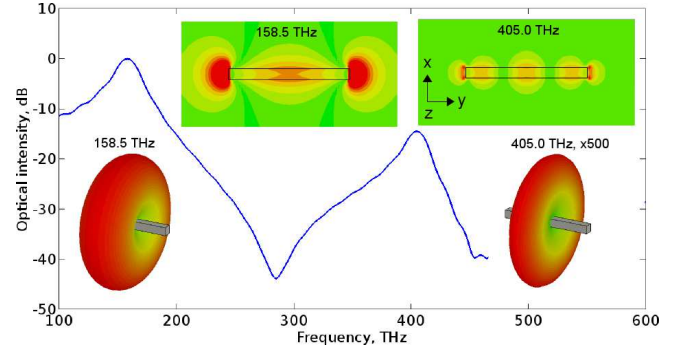 10
0
-10
-20
-30
-40
-50
Optical intensity, dB
158.5 THz
405.0 THz
x
z
y
158.5 THz
405.0 THz, x500
100
200
300
400
500
600
Frequency, THz